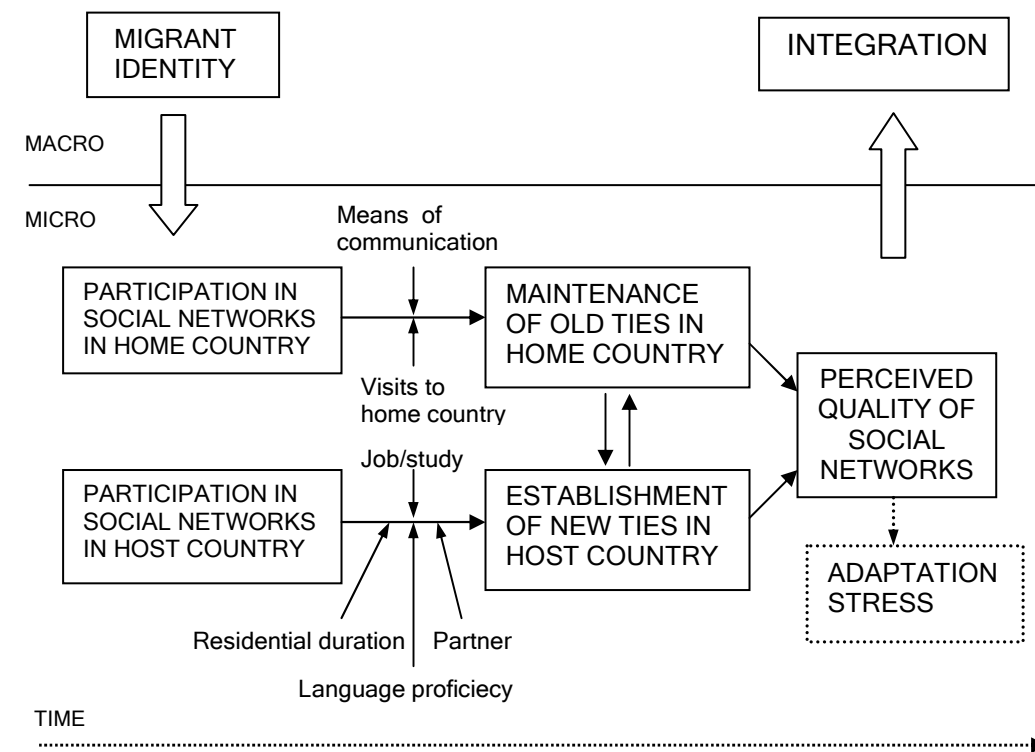 MIGRANT
IDENTITY
INTEGRATION
MACRO
MICRO
Means of
communication
PARTICIPATION IN
SOCIAL NETWORKS
IN HOME COUNTRY
MAINTENANCE
OF OLD TIES IN
HOME COUNTRY
Visits to
home country
PERCEIVED
QUALITY OF
SOCIAL
NETWORKS
Job/study
PARTICIPATION IN
SOCIAL NETWORKS
IN HOST COUNTRY
ESTABLISHMENT
OF NEW TIES IN
HOST COUNTRY
ADAPTATION
STRESS
Residential duration
Partner
Language proficiecy
TIME